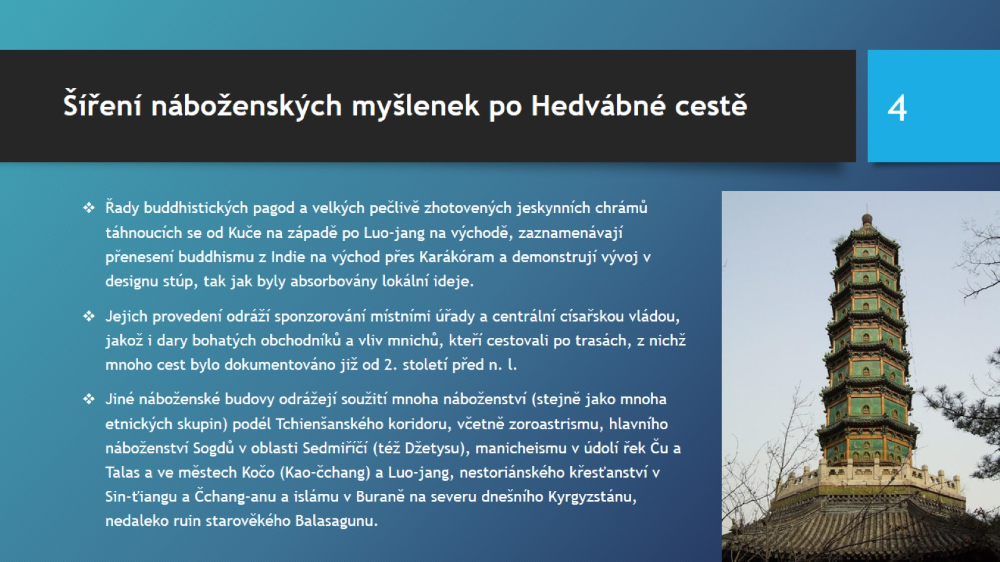 Šíření náboženských myšlenek po Hedvábné cestě
4
❖ Řady buddhistických pagod a velkých pečlivě zhotovených jeskynních chrámů
táhnoucích se od Kuče na západě po Luo-jang na východě, zaznamenávají
přenesení buddhismu z Indie na východ přes Karákóram a demonstrují vývoj v
designu stúp, tak jak byly absorbovány lokální ideje.
❖ Jejich provedení odráží sponzorování místními úřady a centrální císařskou vládou,
jakož i dary bohatých obchodníků a vliv mnichů, kteří cestovali po trasách, z nichž
mnoho cest bylo dokumentováno již od 2. století před n. l.
❖ Jiné náboženské budovy odrážejí soužití mnoha náboženství (stejně jako mnoha
etnických skupin) podél Tchienšanského koridoru, včetně zoroastrismu, hlavního
náboženství Sogdů v oblasti Sedmiříčí (též Džetysu), manicheismu v údolí řek Ču a
Talas a ve městech Kočo (Kao-čchang) a Luo-jang, nestoriánského křesťanství v
Sin-ťiangu a Čchang-anu a islámu v Buraně na severu dnešního Kyrgyzstánu,
nedaleko ruin starověkého Balasagunu.